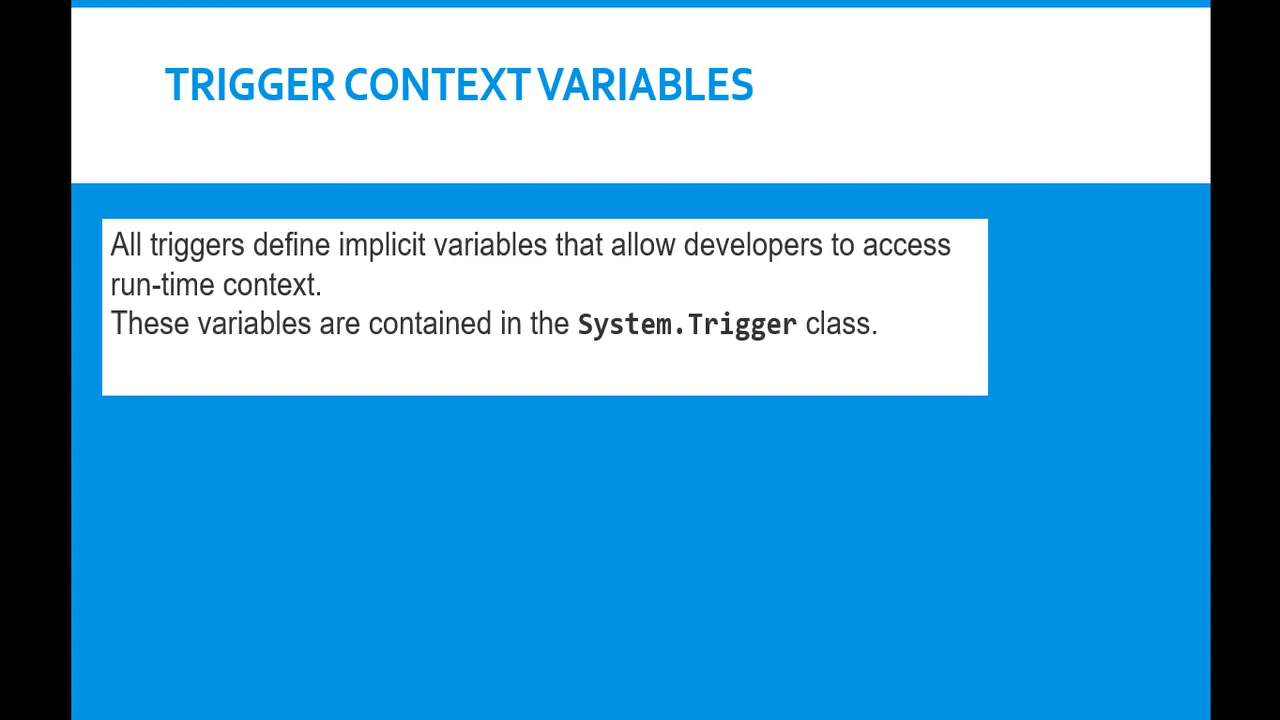 TRIGGER CONTEXT VARIABLES
All triggers define implicit variables that allow developers to access
run-time context.
These variables are contained in the System.Trigger class.